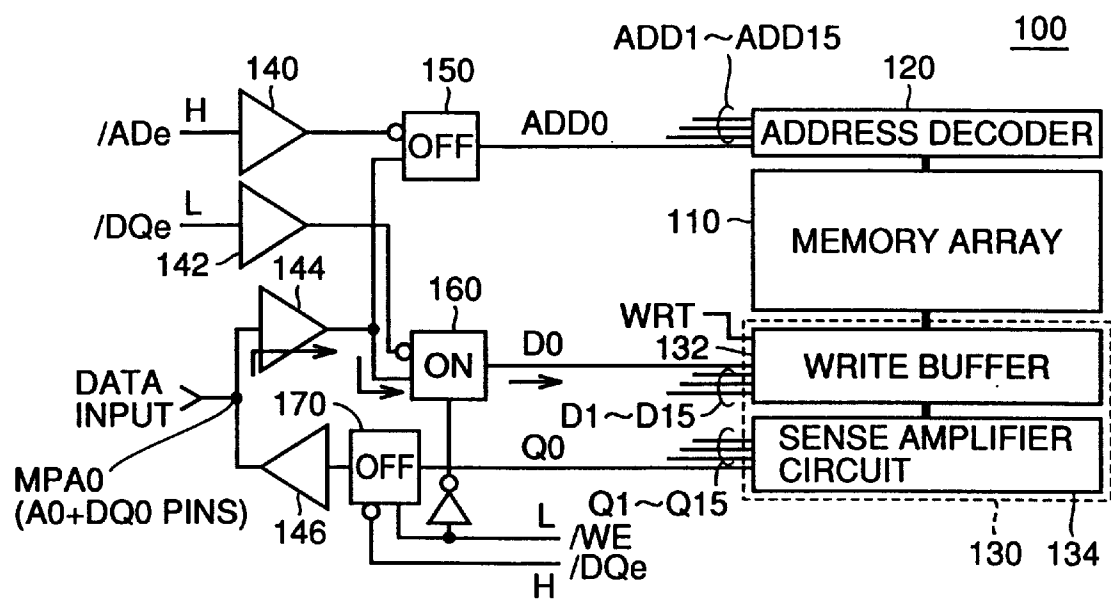 100
ADD1～ADD15
140
150
120
H
/ADe
OFF
ADD0
ADDRESS DECODER
L
/DQe
142
110
MEMORY ARRAY
144
160
WRT
132
ON
D0
WRITE BUFFER
DATA
INPUT
170
D1～D15
OFF
Q0
SENSE AMPLIFIER
CIRCUIT
MPA0
(A0+DQ0 PINS)
146
Q1～Q15
L
/WE
H
/DQe
130
134